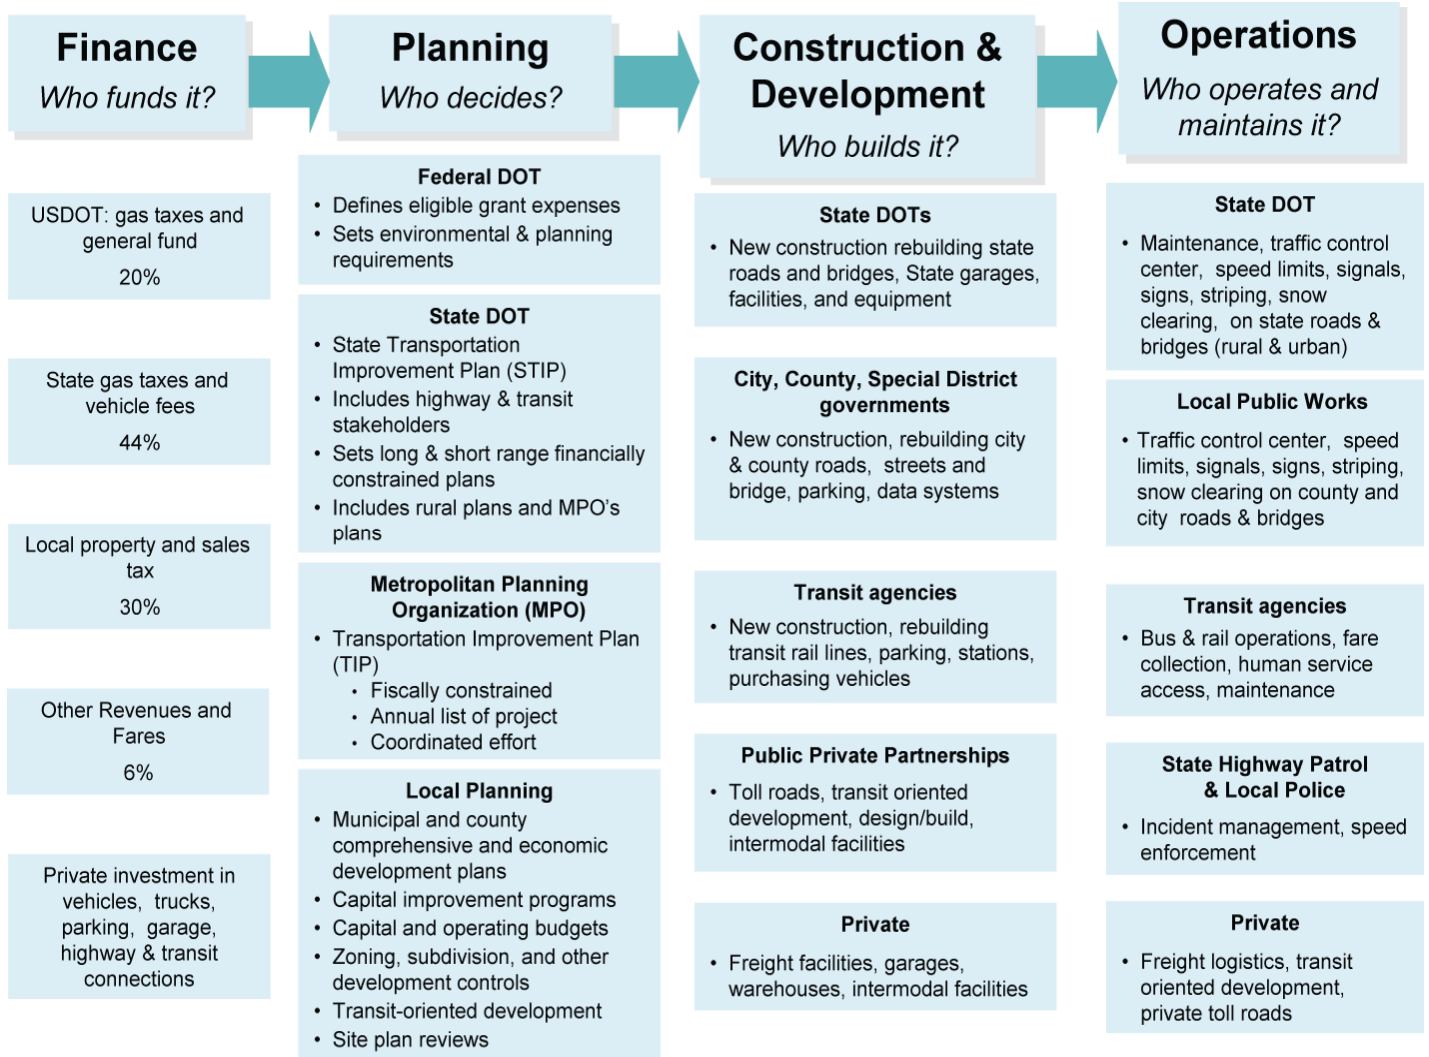 Finance
Who funds it?
USDOT: gas taxes and
general fund
20%
State gas taxes and
vehicle fees
44%
Local property and sales
tax
30%
Other Revenues and
Fares
6%
Private investment in
vehicles, trucks,
parking, garage,
highway & transit
connections
Planning
Who decides?
Federal DOT
• Defines eligible grant expenses
• Sets environmental & planning
requirements
State DOT
• State Transportation
Improvement Plan (STIP)
• Includes highway & transit
stakeholders
• Sets long & short range financially
constrained plans
• Includes rural plans and MPO’s
plans
Metropolitan Planning
Organization (MPO)
• Transportation Improvement Plan
(TIP)
• Fiscally constrained
• Annual list of project
• Coordinated effort
Local Planning
• Municipal and county
comprehensive and economic
development plans
• Capital improvement programs
• Capital and operating budgets
• Zoning, subdivision, and other
development controls
• Transit-oriented development
• Site plan reviews
Construction &
Development
Who builds it?
State DOTs
• New construction rebuilding state
roads and bridges, State garages,
facilities, and equipment
City, County, Special District
governments
• New construction, rebuilding city
& county roads, streets and
bridge, parking, data systems
Transit agencies
• New construction, rebuilding
transit rail lines, parking, stations,
purchasing vehicles
Public Private Partnerships
• Toll roads, transit oriented
development, design/build,
intermodal facilities
Private
• Freight facilities, garages,
warehouses, intermodal facilities
Operations
Who operates and
maintains it?
State DOT
• Maintenance, traffic control
center, speed limits, signals,
signs, striping, snow
clearing, on state roads &
bridges (rural & urban)
Local Public Works
• Traffic control center, speed
limits, signals, signs, striping,
snow clearing on county and
city roads & bridges
Transit agencies
• Bus & rail operations, fare
collection, human service
access, maintenance
State Highway Patrol
& Local Police
• Incident management, speed
enforcement
Private
• Freight logistics, transit
oriented development,
private toll roads